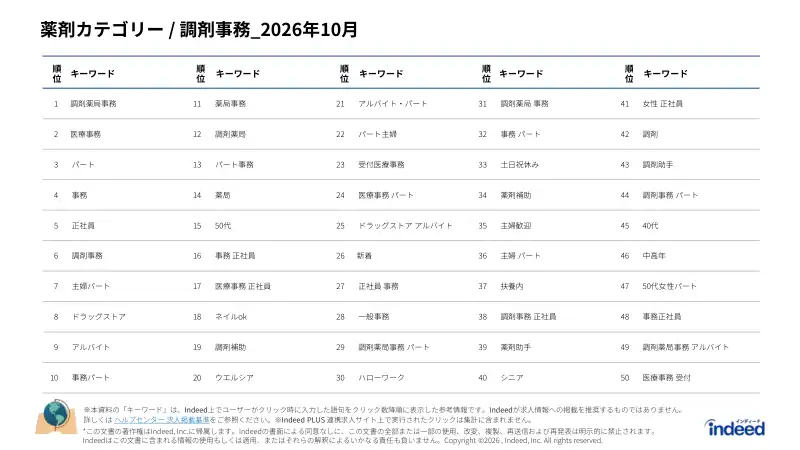 薬剤カテゴリー / 調剤事務_2026年10月
順位 キーワード 順位 キーワード 順位 キーワード 順位 キーワード 順位 キーワード
1 調剤薬局事務 11 薬局事務 21 アルバイト・パート 31 調剤薬局 事務 41 女性 正社員
2 医療事務 12 調剤薬局 22 パート主婦 32 事務 パート 42 調剤
3 パート 13 パート事務 23 受付医療事務 33 土日祝休み 43 調剤助手
4 事務 14 薬局 24 医療事務 パート 34 薬剤補助 44 調剤事務 パート
5 正社員 15 50代 25 ドラッグストア アルバイト 35 主婦歓迎 45 40代
6 調剤事務 16 事務 正社員 26 新着 36 主婦 パート 46 中高年
7 主婦パート 17 医療事務 正社員 27 正社員 事務 37 扶養内 47 50代女性パート
8 ドラッグストア 18 ネイルok 28 一般事務 38 調剤事務 正社員 48 事務正社員
9 アルバイト 19 調剤補助 29 調剤薬局事務 パート 39 薬剤助手 49 調剤薬局事務 アルバイト
10 事務パート 20 ウエルシア 30 ハローワーク 40 シニア 50 医療事務 受付
※本資料の「キーワード」は、Indeed上でユーザーがクリック時に入力した語句をクリック数降順に表示した参考情報です。Indeedが求人情報への掲載を推奨するものではありません。
詳しくは ヘルプセンター 求人掲載基準をご参照ください。※Indeed PLUS 連携求人サイト上で実行されたクリックは集計に含まれません。
*この文書の著作権はIndeed, Inc.に帰属します。Indeedの書面による同意なしに、この文書の全部または一部の使用、改変、複製、再送信および再発表は明示的に禁止されます。
Indeedはこの文書に含まれる情報の使用もしくは適用、またはそれらの解釈よるいかなる責任も負いません。Copyright ©2026 , Indeed, Inc. All rights reserved.
インディード
indeed